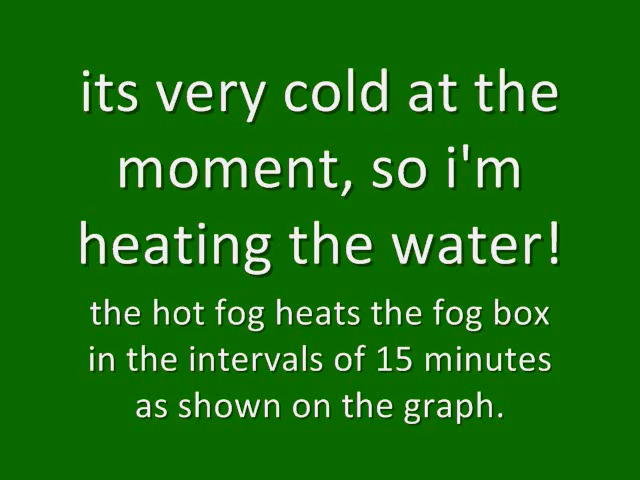 its very cold at the
moment, so i'm
heating the water!
the hot fog heats the fog box
in the intervals of 15 minutes
as shown on the graph.